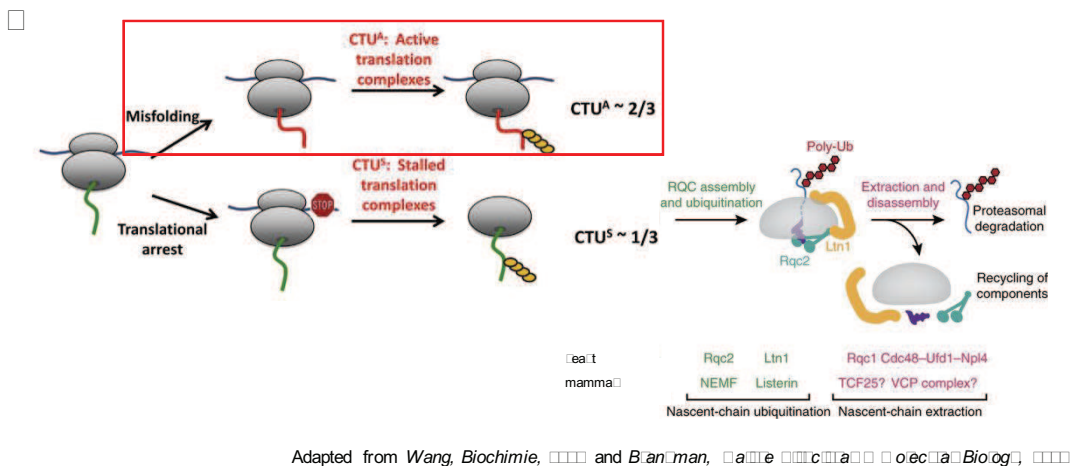 CTUᴬ: Active
translation
complexes
Misfolding
CTUᴬ ~ 2/3
CTUˢ: Stalled
translation
complexes
STOP
Translational
arrest
CTUˢ ~ 1/3
RQC assembly
and ubiquitination
Poly-Ub
Ltn1
Rqc2
Extraction and
disassembly
Proteasomal
degradation
Recycling of
components
Rqc2 Ltn1 Rqc1 Cdc48–Ufd1–Npl4
NEMF Listerin TCF25? VCP complex?
Nascent-chain ubiquitination Nascent-chain extraction
Adapted from Wang, Biochimie, and